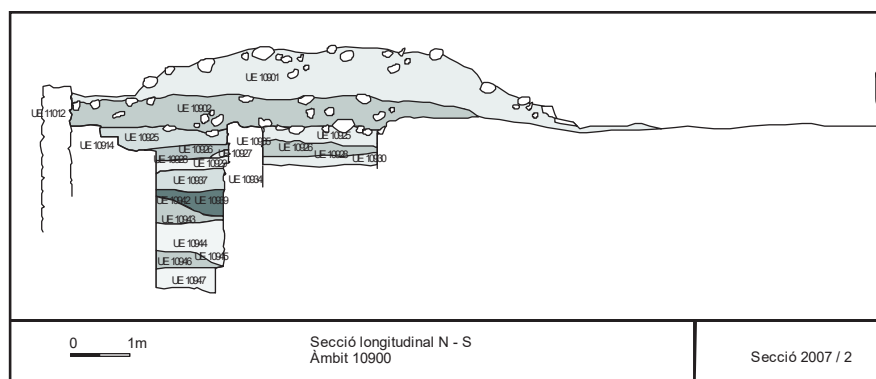 UE 10901
UE 11012
UE 10902
UE 10925
UE 10914
UE 10925
UE 10926
UE 10927
UE 10926
UE 10928
UE 10930
UE 10937
UE 10934
UE 10942
UE 10939
UE 10943
UE 10944
UE 10945
UE 10946
UE 10947
0 1m
Secció longitudinal N - S
Àmbit 10900
Secció 2007 / 2